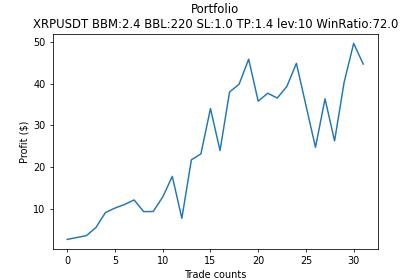 Portfolio
XRPUSDT BBM:2.4 BBL:220 SL:1.0 TP:1.4 lev:10 WinRatio:72.0
50
40
30
20
10
Profit ($)
0 5 10 15 20 25 30
Trade counts